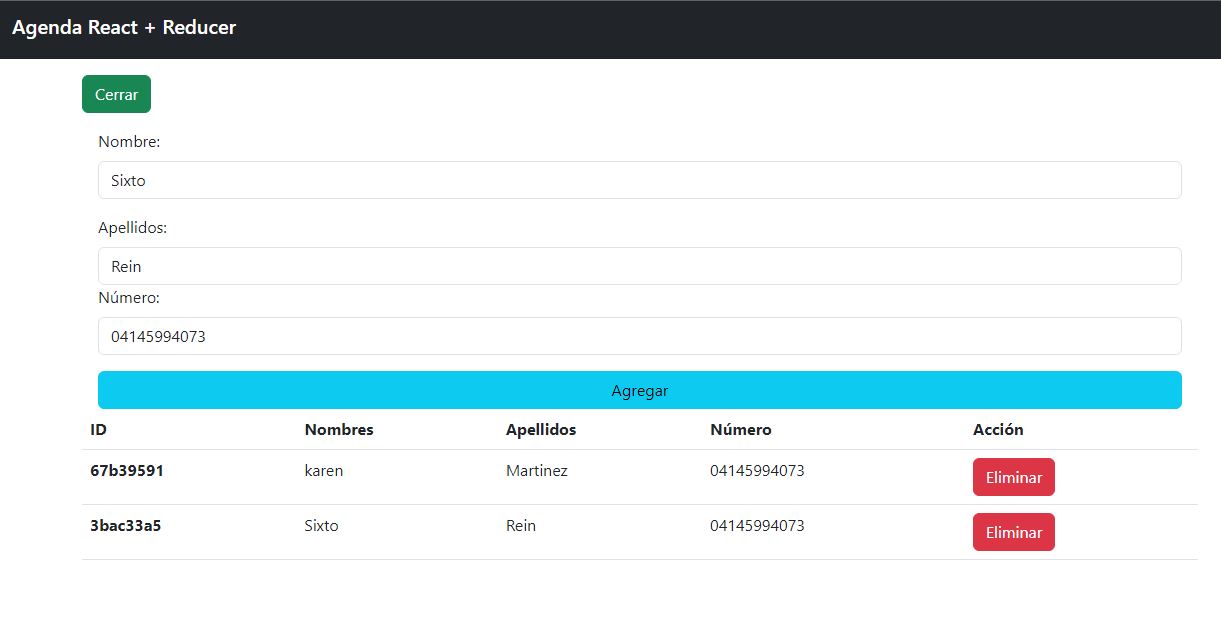 Agenda React + Reducer
Cerrar
Nombre:
Sixto
Apellidos:
Rein
Número:
04145994073
Agregar
ID Nombres Apellidos Número Acción
67b39591 karen Martinez 04145994073 Eliminar
3bac33a5 Sixto Rein 04145994073 Eliminar